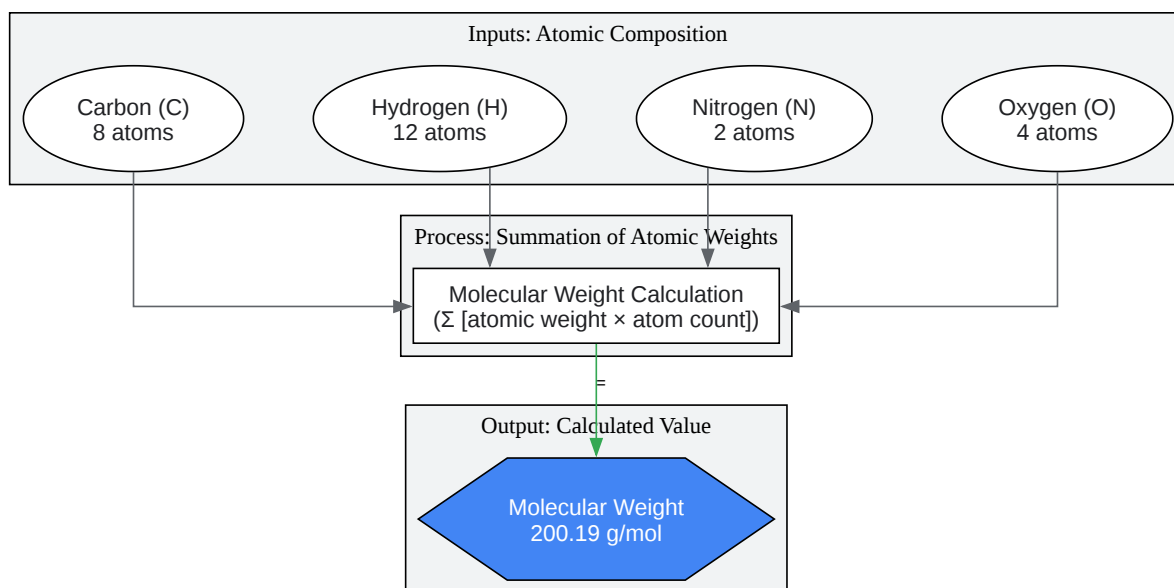 Inputs: Atomic Composition
Carbon (C)
8 atoms
Hydrogen (H)
12 atoms
Nitrogen (N)
2 atoms
Oxygen (O)
4 atoms
Process: Summation of Atomic Weights
Molecular Weight Calculation
(Σ [atomic weight × atom count])
=
Output: Calculated Value
Molecular Weight
200.19 g/mol